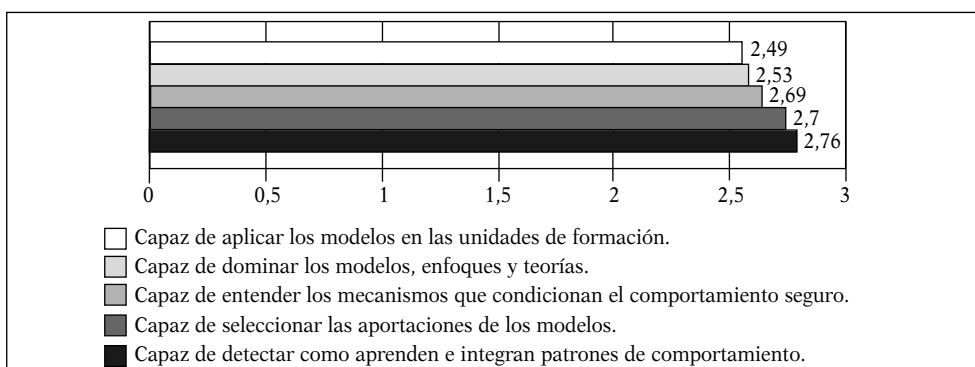 2,49
2,53
2,69
2,7
2,76
0 0,5 1 1,5 2 2,5 3
Capaz de aplicar los modelos en las unidades de formación.
Capaz de dominar los modelos, enfoques y teorías.
Capaz de entender los mecanismos que condicionan el comportamiento seguro.
Capaz de seleccionar las aportaciones de los modelos.
Capaz de detectar como aprenden e integran patrones de comportamiento.